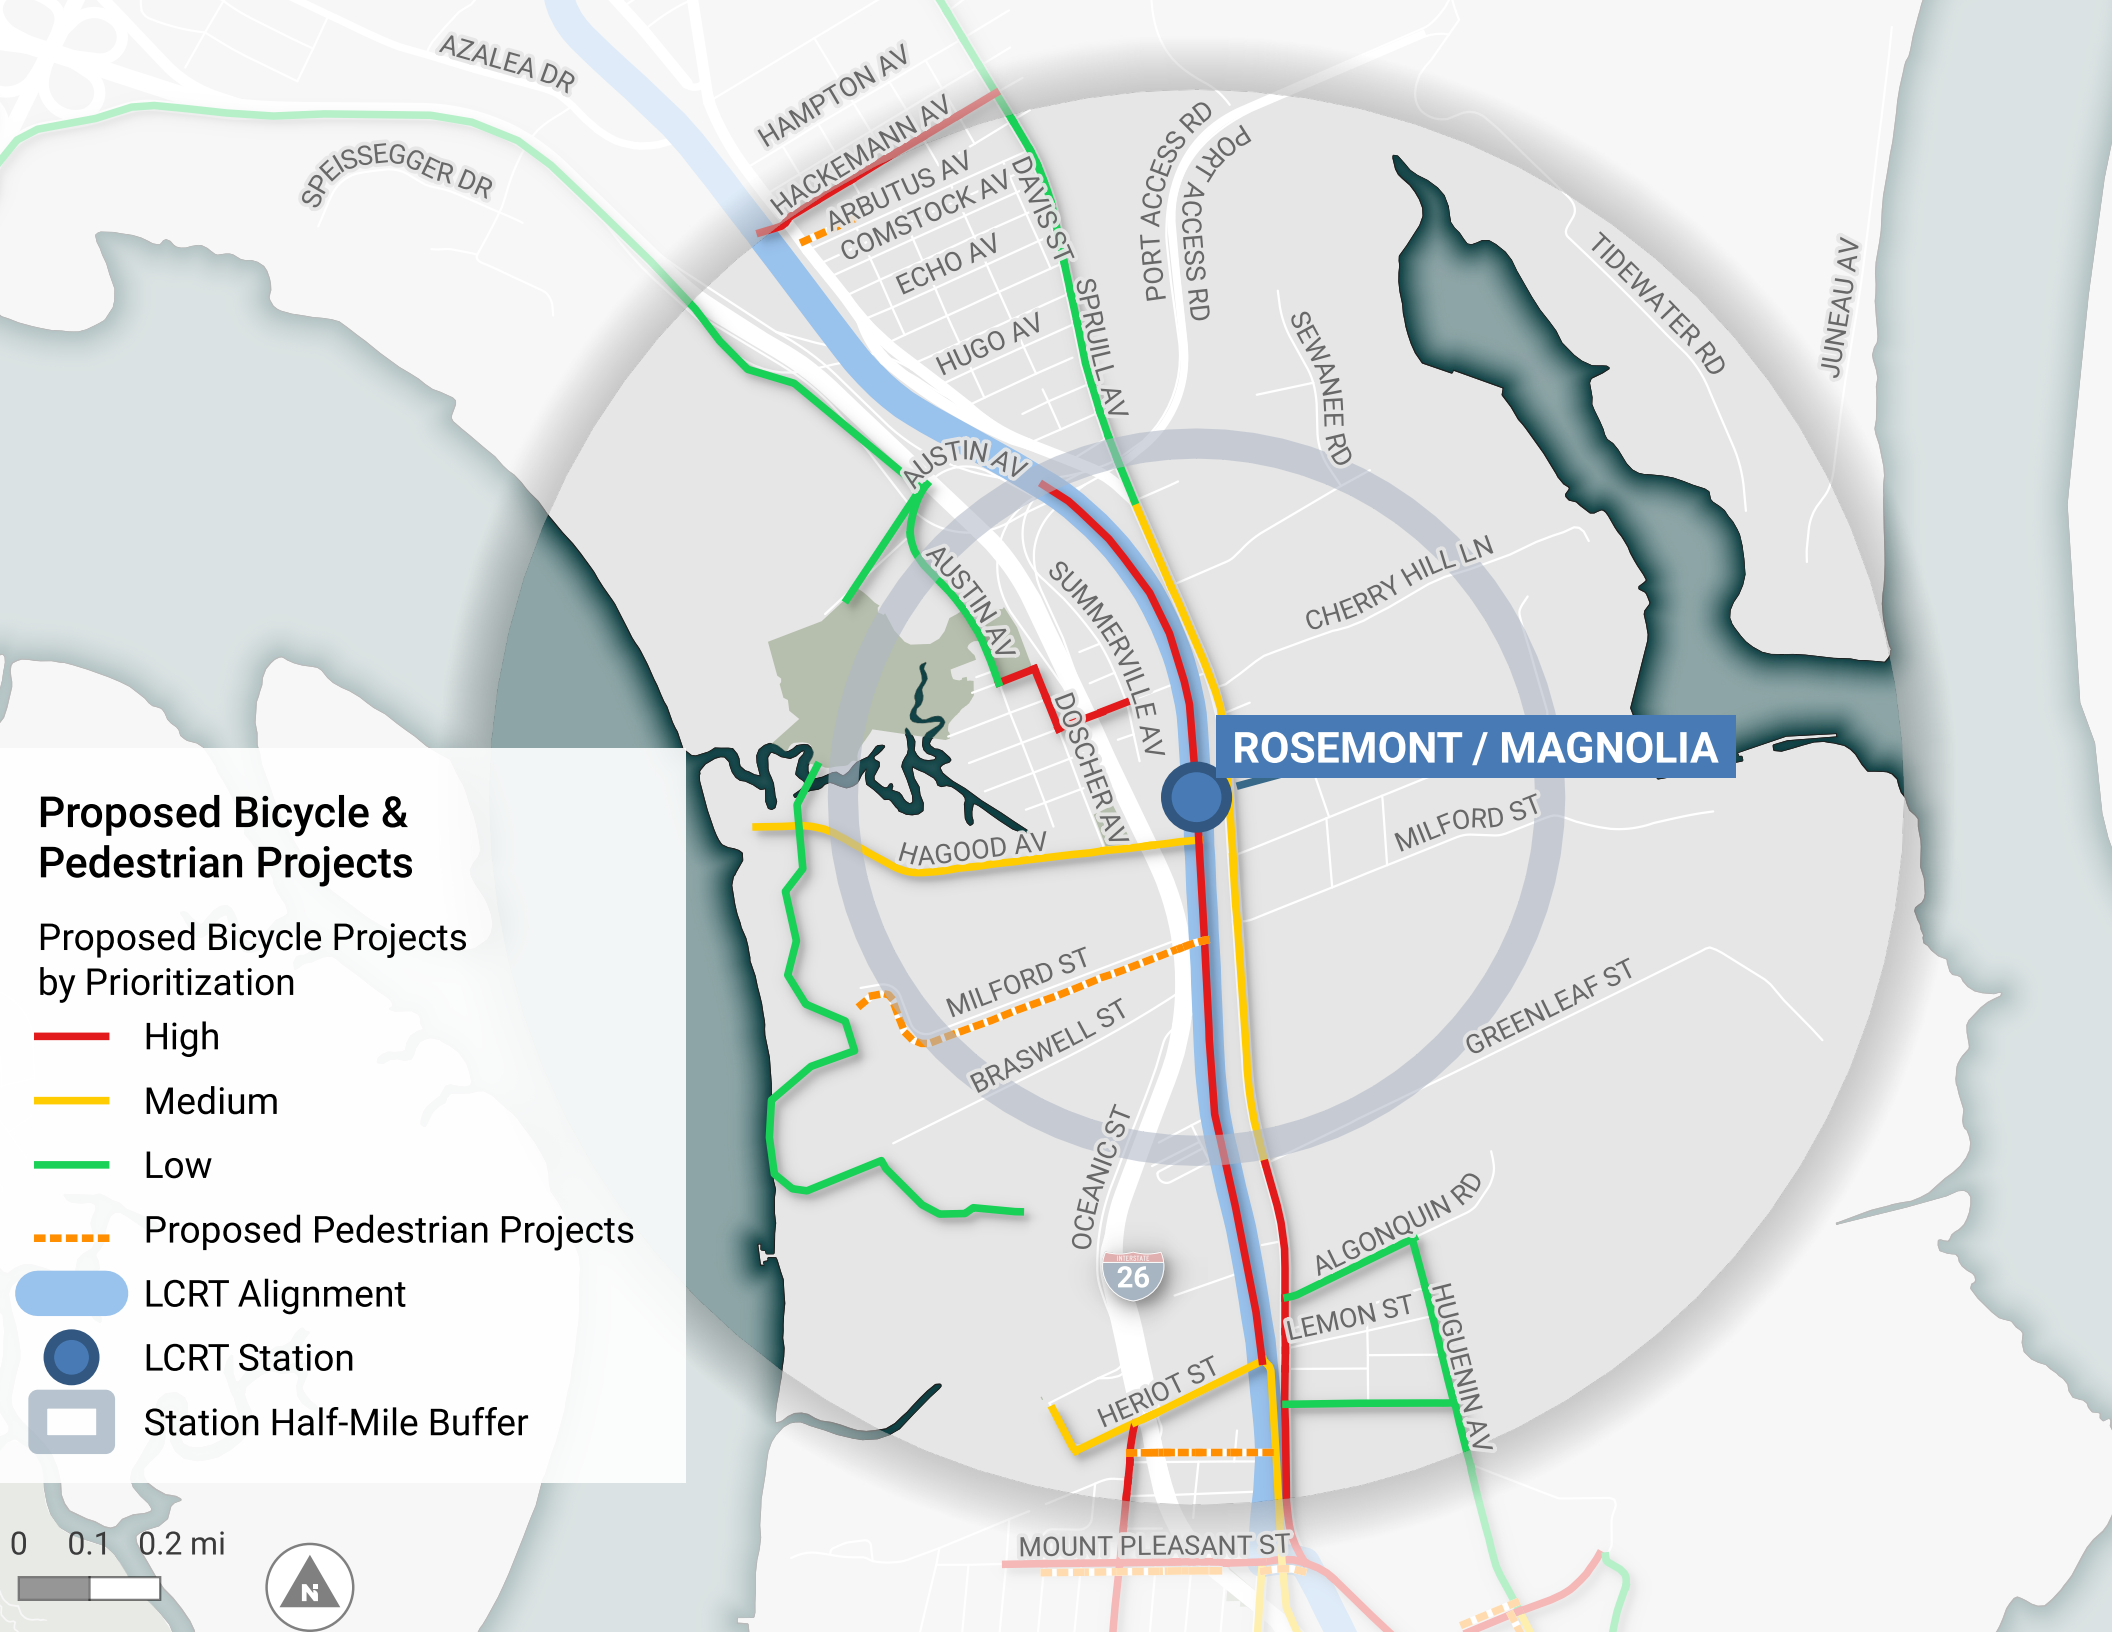 AZALEA DR
HAMPTON AV
HACKEMANN AV
SPEISSEGGER DR
ARBUTUS AV
COMSTOCK AV
DAVIS ST
ECHO AV
HUGO AV
SPRUILL AV
PORT ACCESS RD
PORT ACCESS RD
SEWANEE RD
TIDEWATER RD
JUNEAU AV
AUSTIN AV
AUSTIN AV
SUMMERVILLE AV
CHERRY HILL LN
DOSCHER AV
ROSEMONT / MAGNOLIA
MILFORD ST
HAGOOD AV
MILFORD ST
BRASWELL ST
GREENLEAF ST
OCEANIC ST
INTERSTATE
26
ALGONQUIN RD
LEMON ST
HUGUENIN AV
HERIOT ST
MOUNT PLEASANT ST
Proposed Bicycle &
Pedestrian Projects
Proposed Bicycle Projects
by Prioritization
High
Medium
Low
Proposed Pedestrian Projects
LCRT Alignment
LCRT Station
Station Half-Mile Buffer
0 0.1 0.2 mi
N